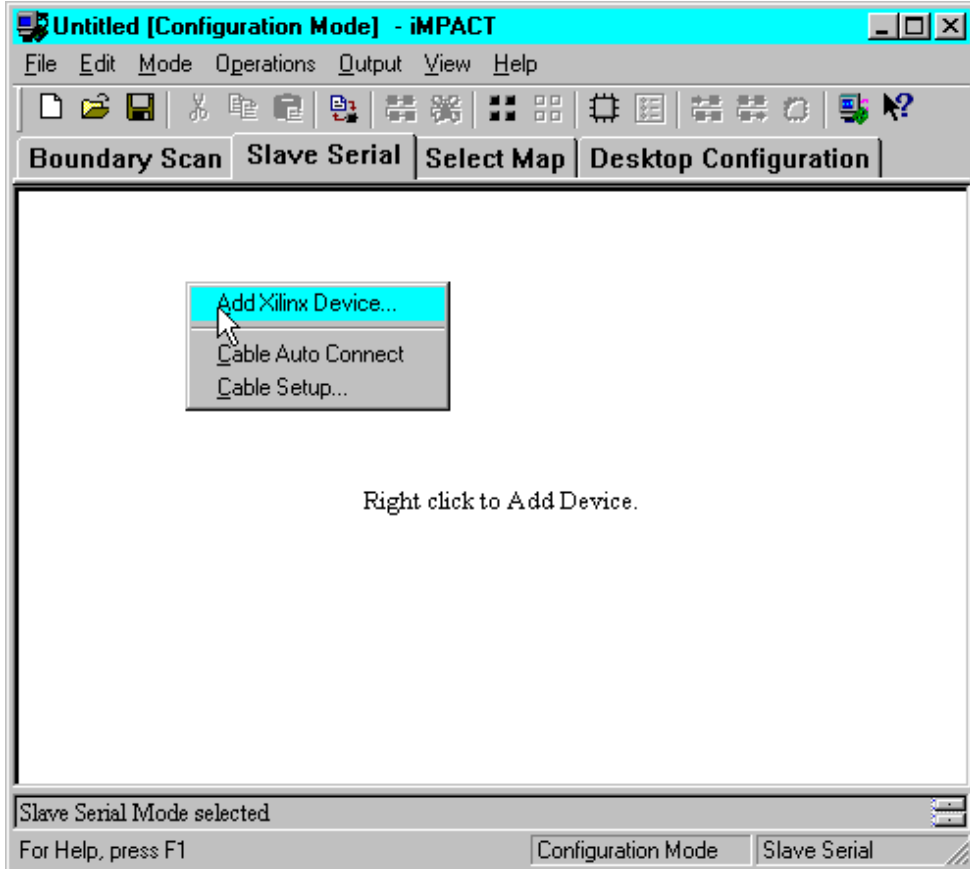 Untitled [Configuration Mode] - iMPACT
File Edit Mode Operations Output View Help
Boundary Scan Slave Serial Select Map Desktop Configuration
Add Xilinx Device...
Cable Auto Connect
Cable Setup...
Right click to Add Device.
Slave Serial Mode selected
For Help, press F1 Configuration Mode Slave Serial